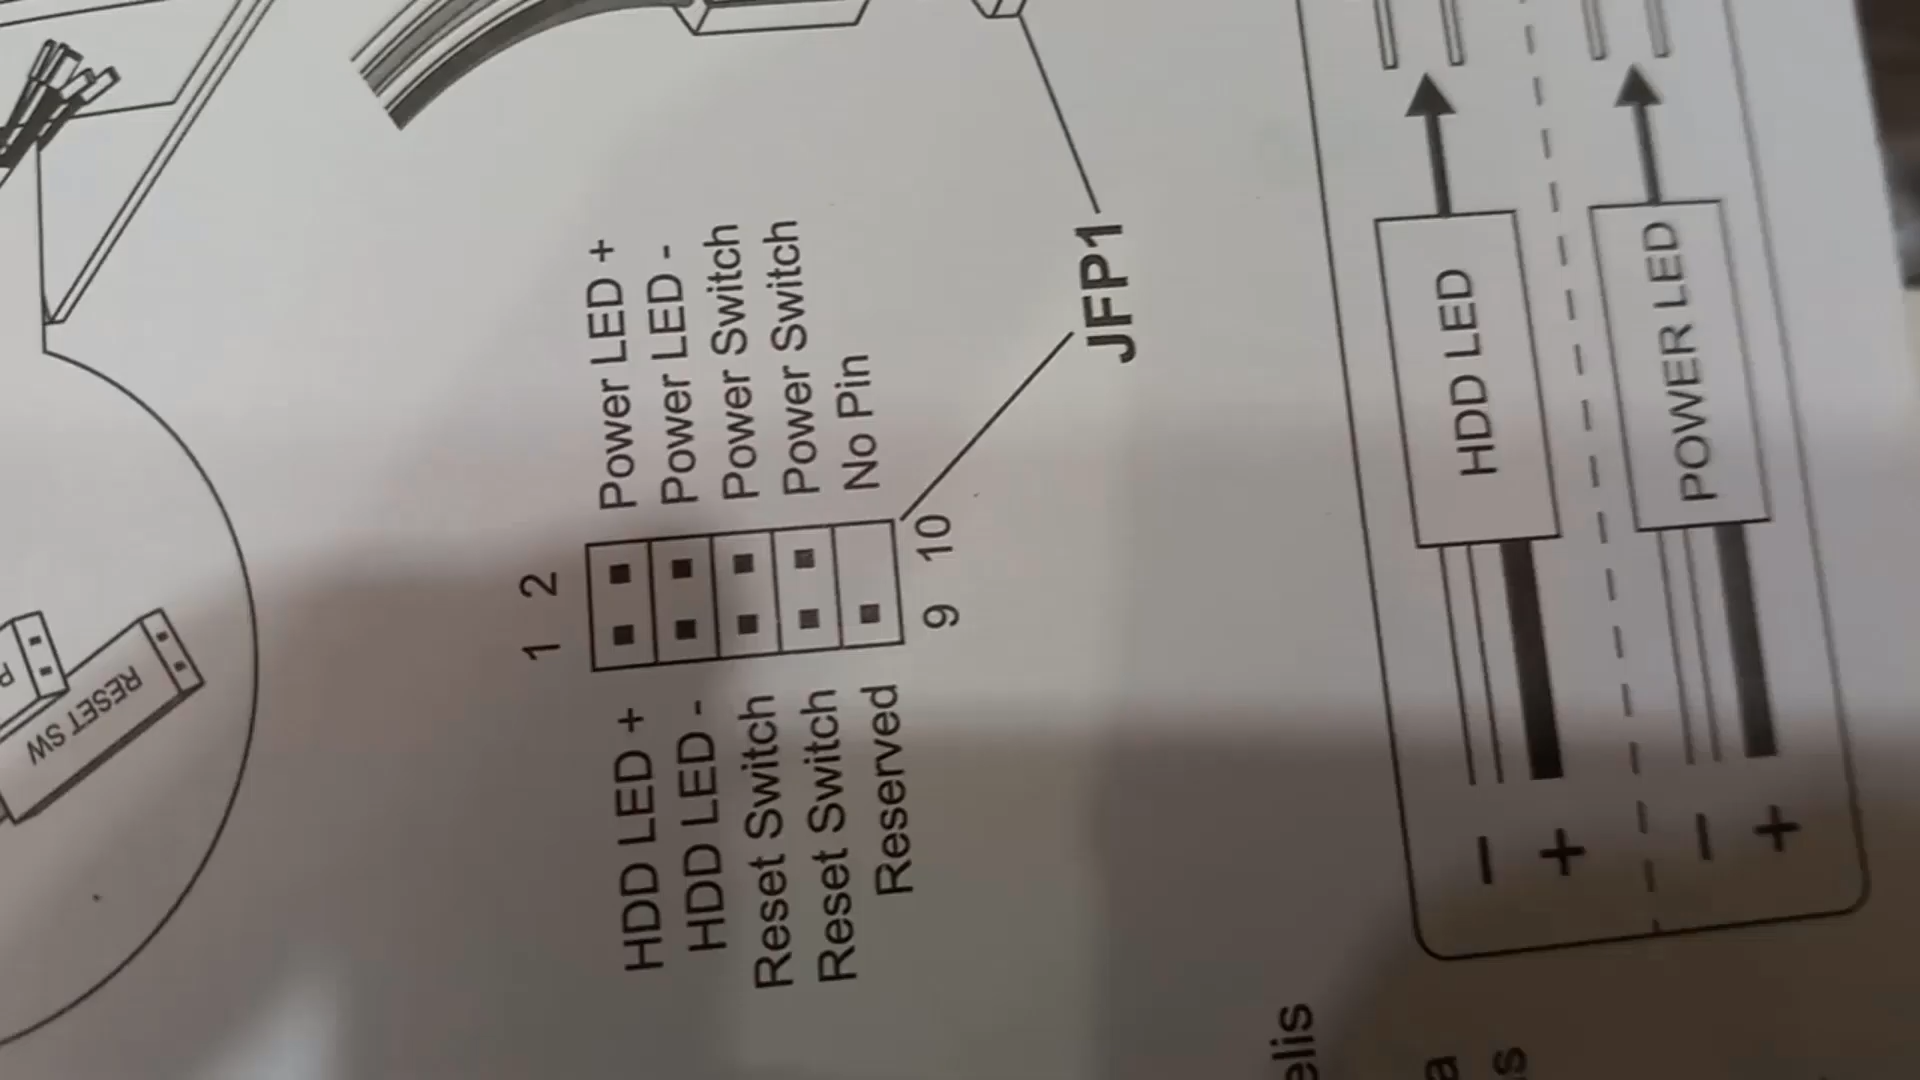 RESET SW
1 2
HDD LED +
Power LED +
HDD LED -
Power LED -
Reset Switch
Power Switch
Reset Switch
Power Switch
Reserved
No Pin
9 10
JFP1
HDD LED
- +
POWER LED
- +